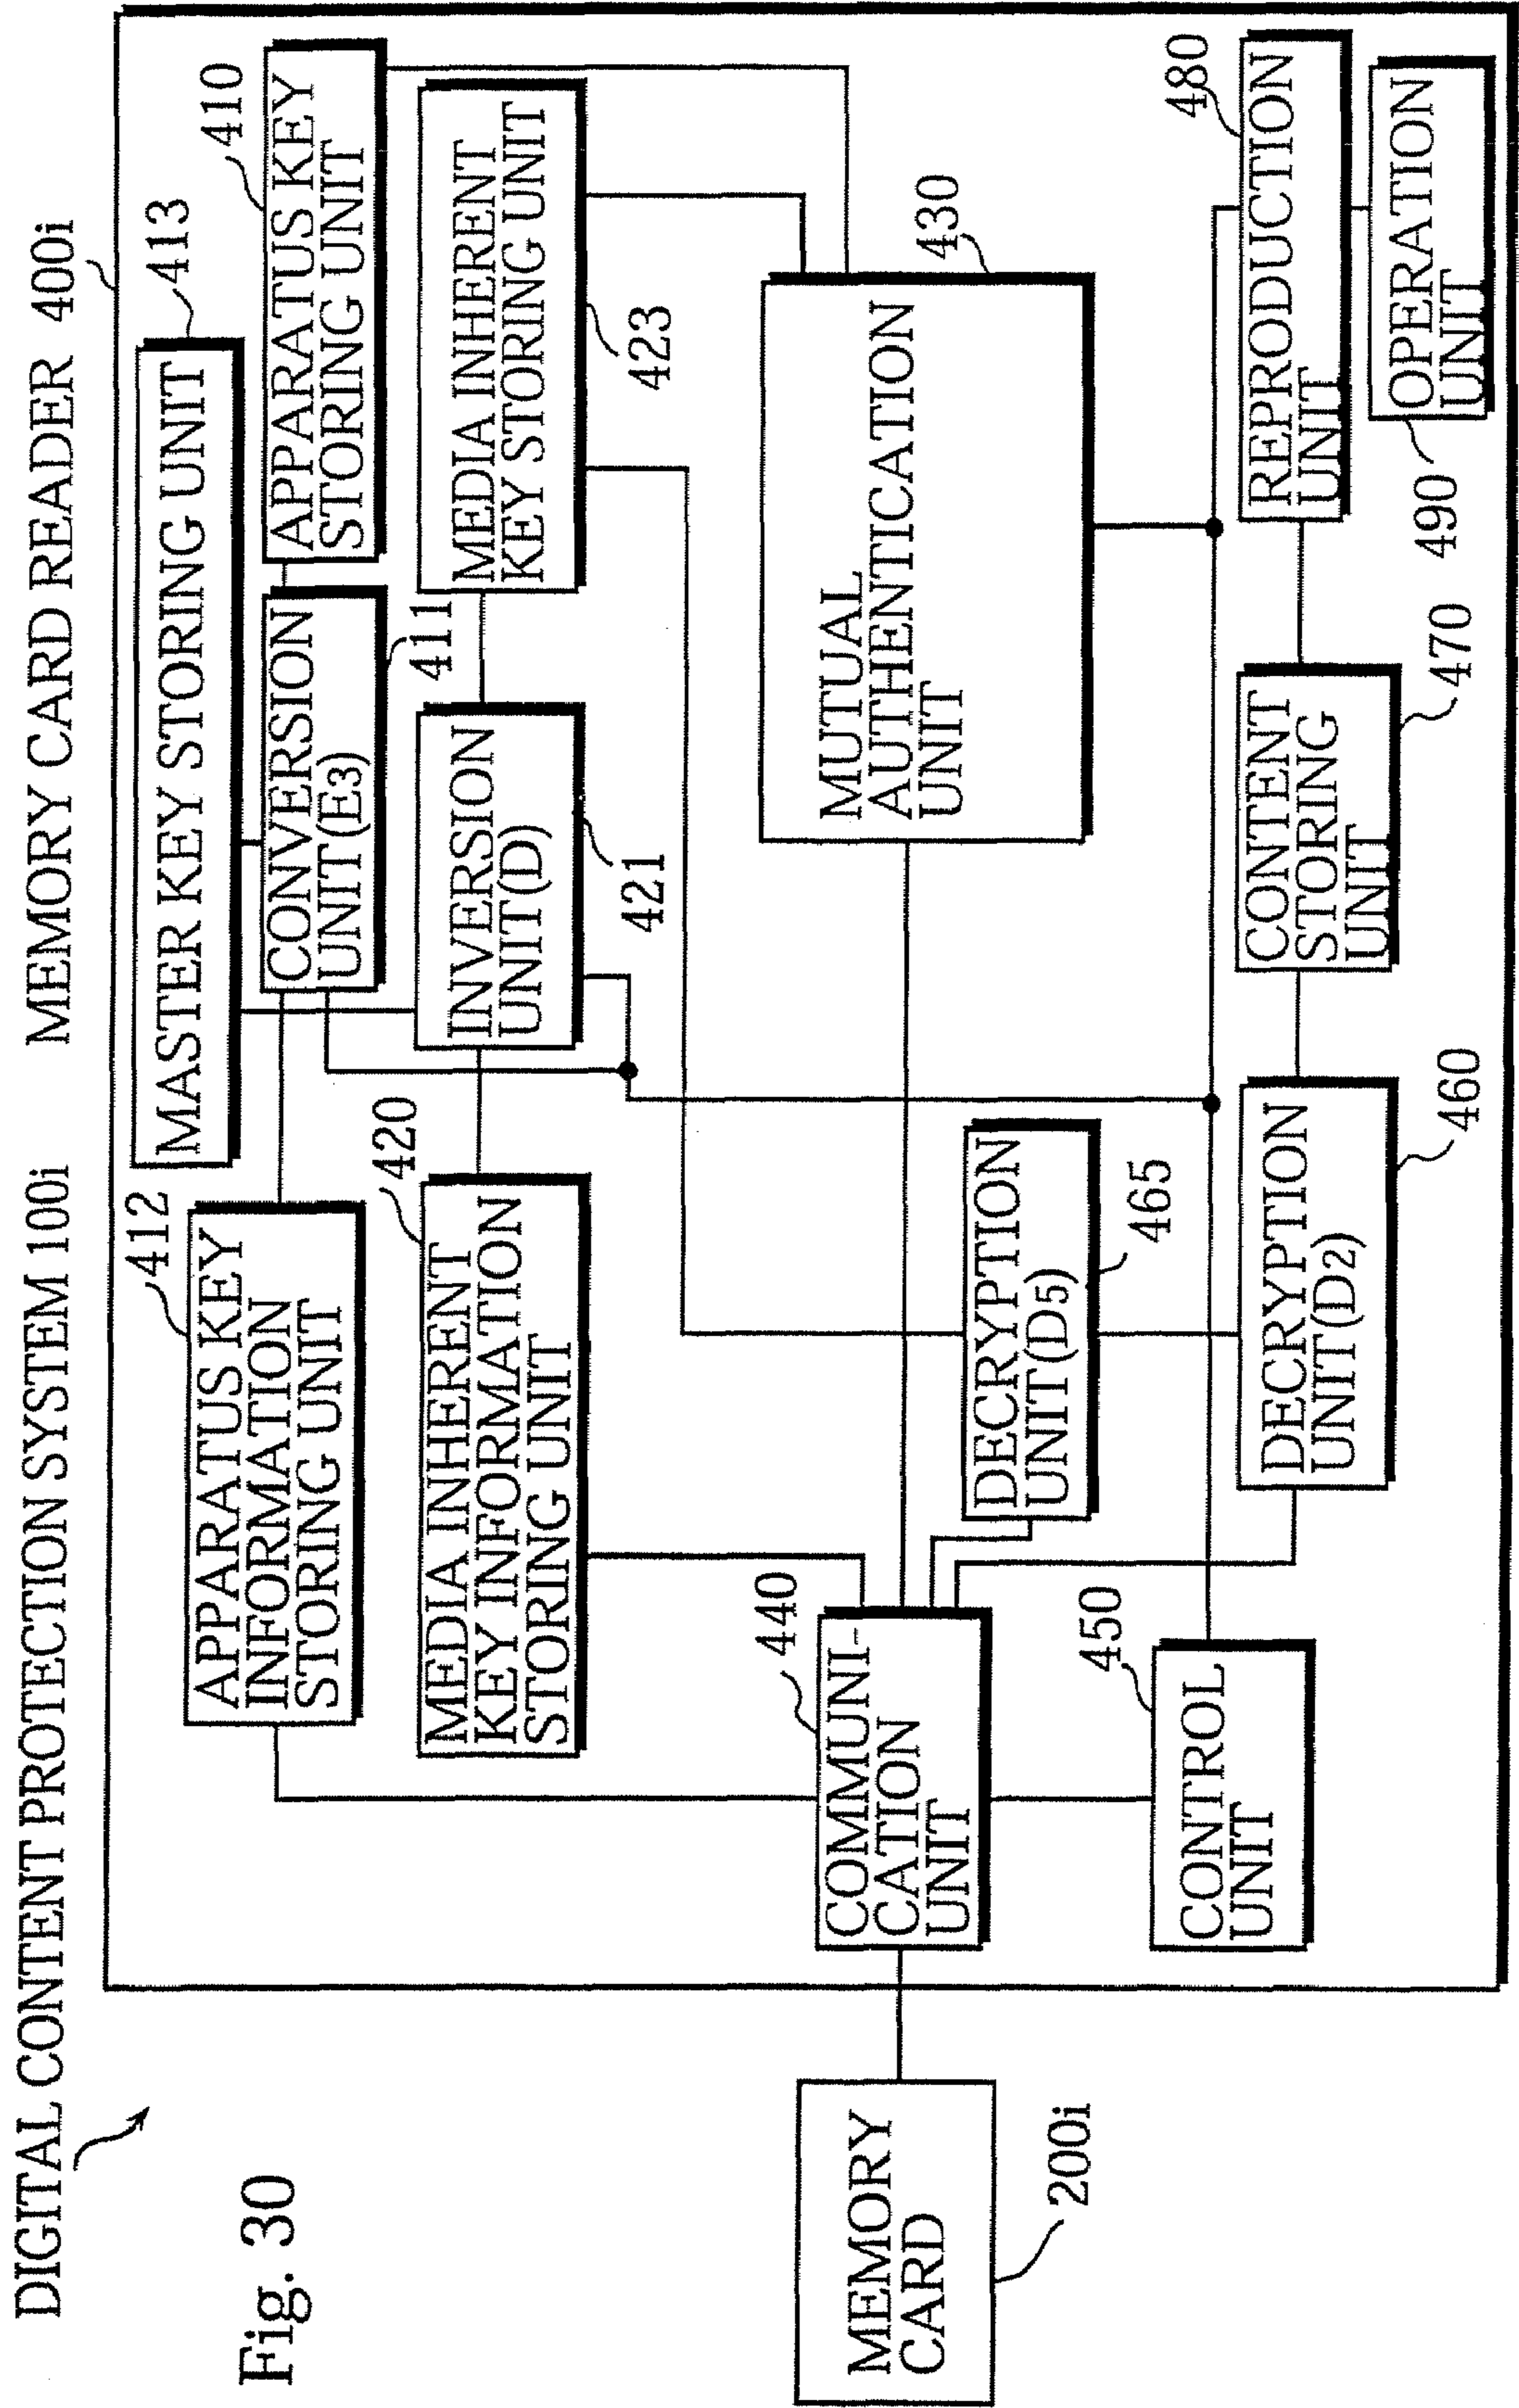 Fig. 30
DIGITAL CONTENT PROTECTION SYSTEM 100i
MEMORY CARD READER 400i
MEMORY
CARD
200i
413
MASTER KEY STORING UNIT
412
APPARATUS KEY
INFORMATION
STORING UNIT
CONVERSION
UNIT(E3)
411
410
APPARATUS KEY
STORING UNIT
420
MEDIA INHERENT
KEY INFORMATION
STORING UNIT
INVERSION
UNIT(D)
421
MEDIA INHERENT
KEY STORING UNIT
423
440
COMMUNI-
CATION
UNIT
MUTUAL
AUTHENTICATION
UNIT
430
DECRYPTION
UNIT(D5)
465
450
CONTROL
UNIT
DECRYPTION
UNIT(D2)
460
CONTENT
STORING
UNIT
470
480
REPRODUCTION
UNIT
OPERATION
UNIT
490